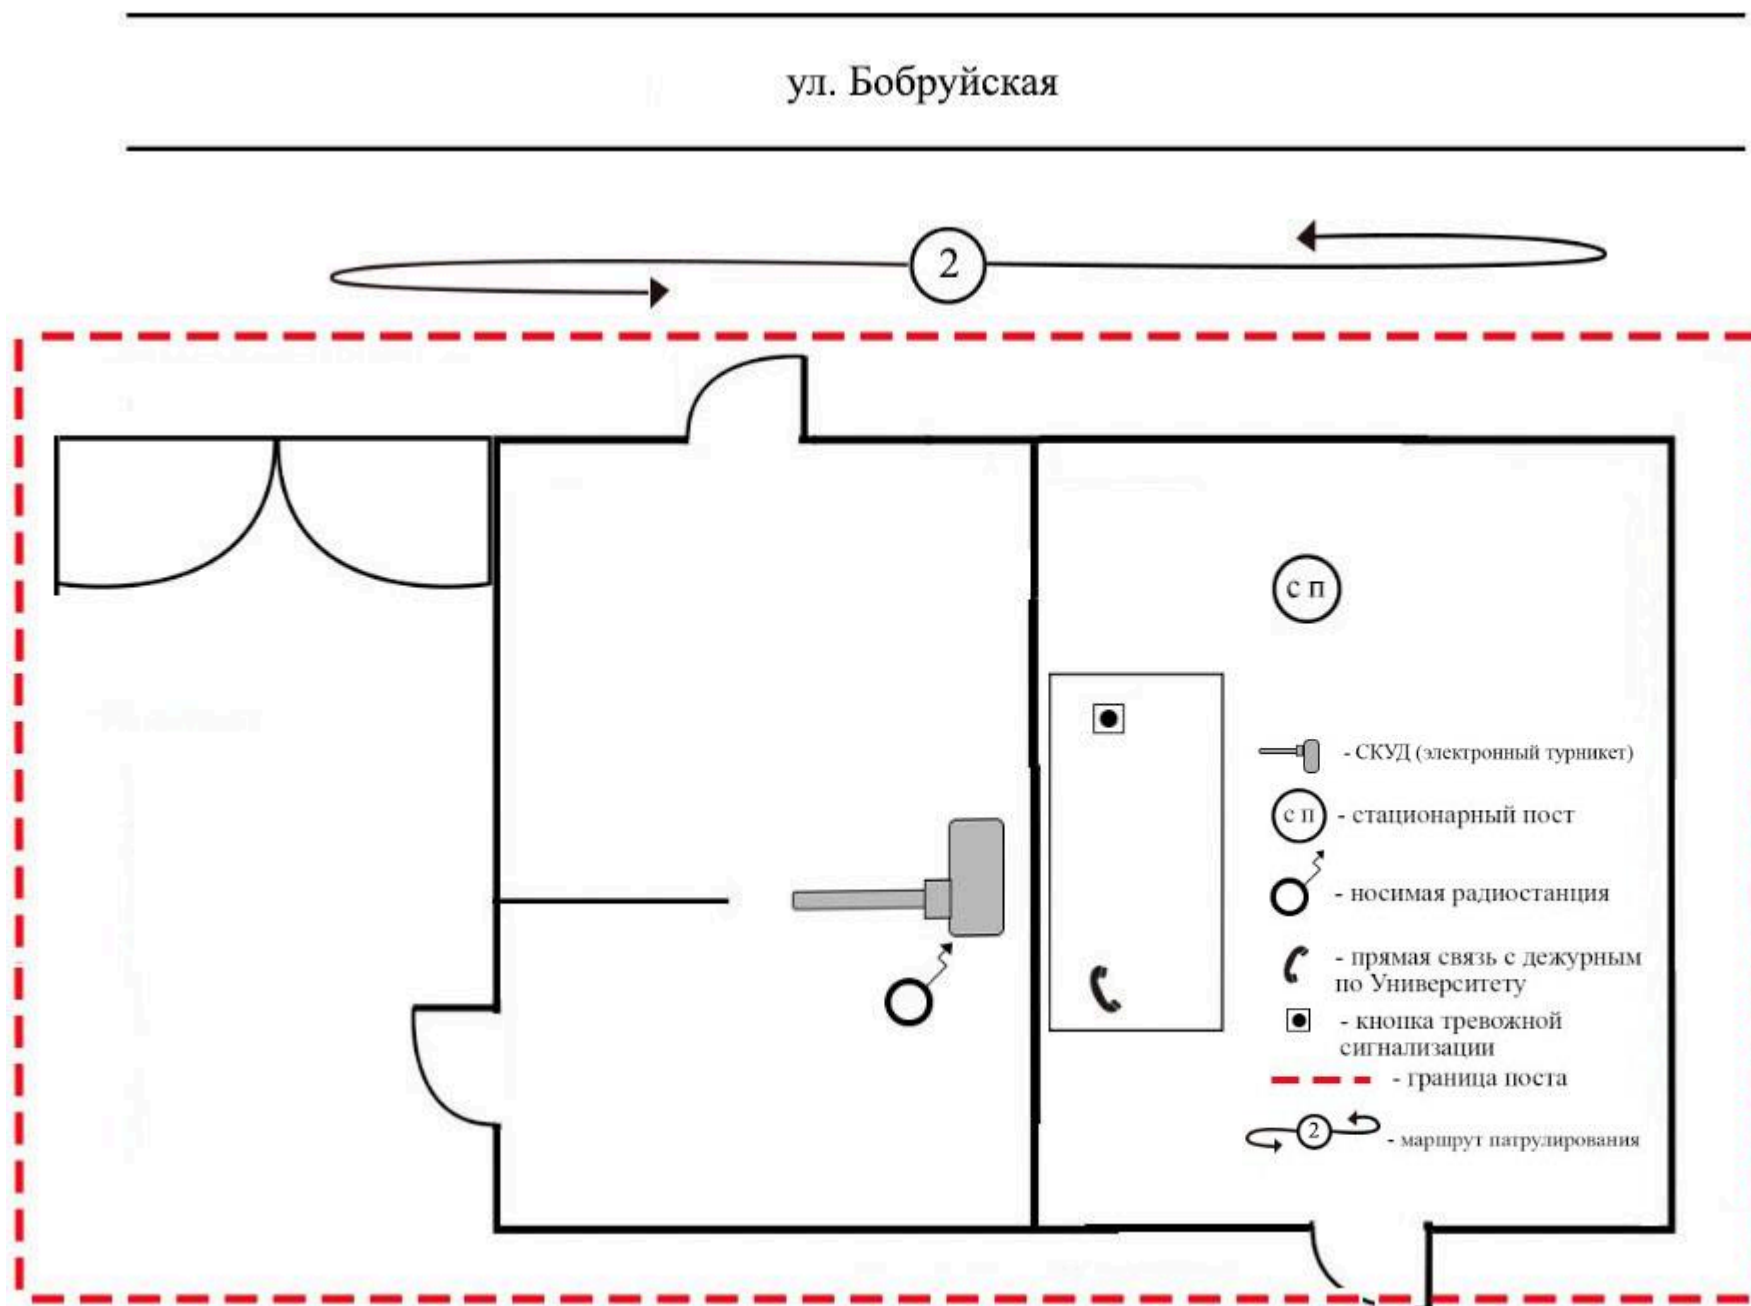 ул. Бобруйская
2
с п
- СКУД (электронный турникет)
с п - стационарный пост
- носимая радиостанция
- прямая связь с дежурным
по Университету
- кнопка тревожной
сигнализации
- граница поста
2 - маршрут патрулирования